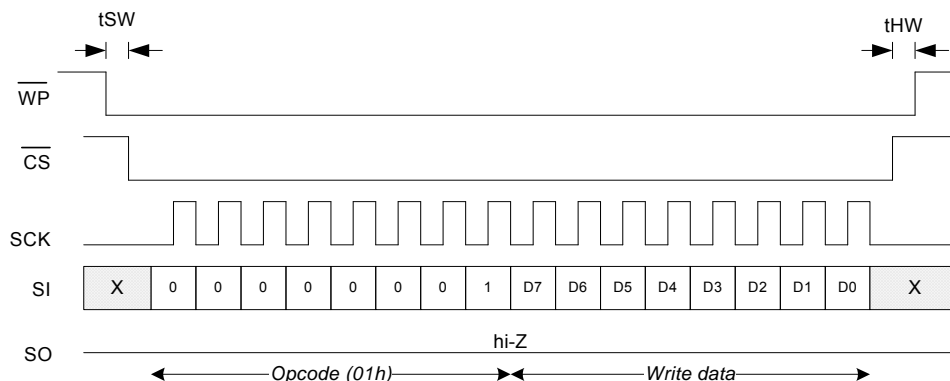 tSW tHW
WP
CS
SCK
SI X 0 0 0 0 0 0 0 1 D7 D6 D5 D4 D3 D2 D1 D0 X
hi-Z
SO
Opcode (01h) Write data